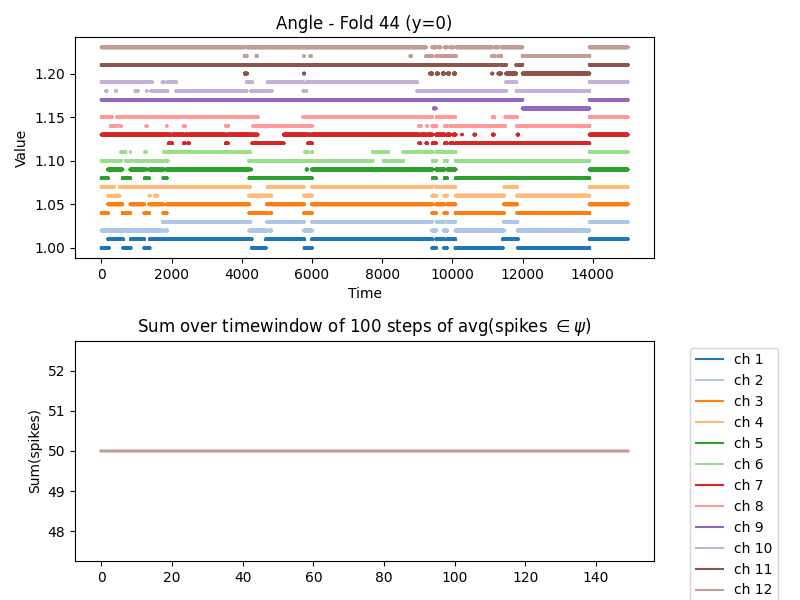 Angle - Fold 44 (y=0)
Value
1.20
1.15
1.10
1.05
1.00
0 2000 4000 6000 8000 10000 12000 14000
Time
Sum over timewindow of 100 steps of avg(spikes ∈ ψ)
Sum(spikes)
52
51
50
49
48
0 20 40 60 80 100 120 140
ch 1
ch 2
ch 3
ch 4
ch 5
ch 6
ch 7
ch 8
ch 9
ch 10
ch 11
ch 12